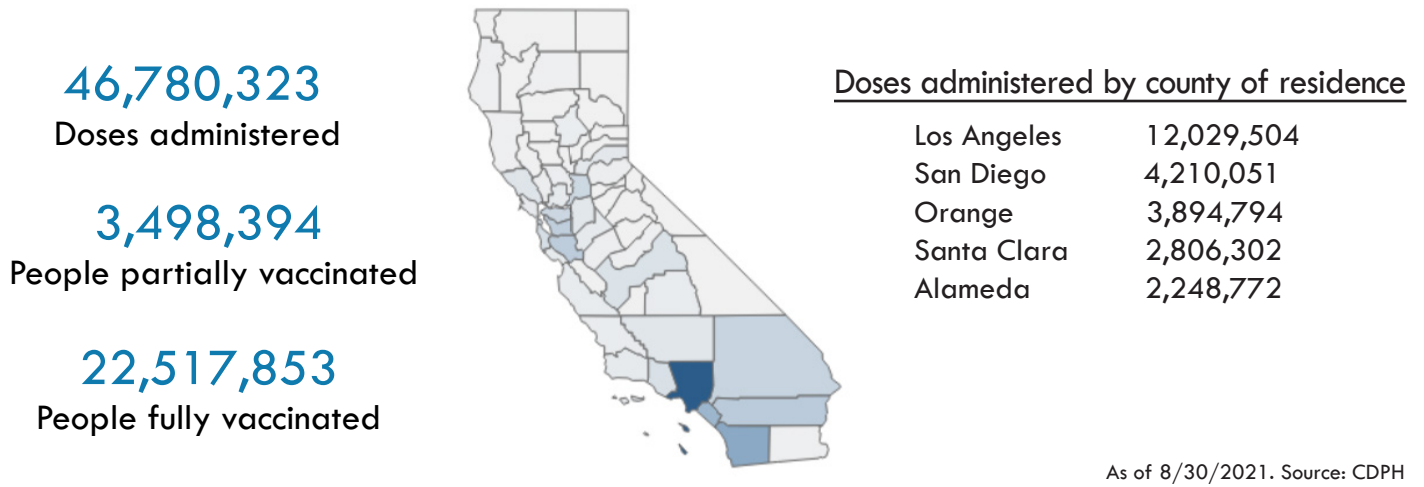 46,780,323
Doses administered
3,498,394
People partially vaccinated
22,517,853
People fully vaccinated
Doses administered by county of residence
Los Angeles 12,029,504
San Diego 4,210,051
Orange 3,894,794
Santa Clara 2,806,302
Alameda 2,248,772
As of 8/30/2021. Source: CDPH